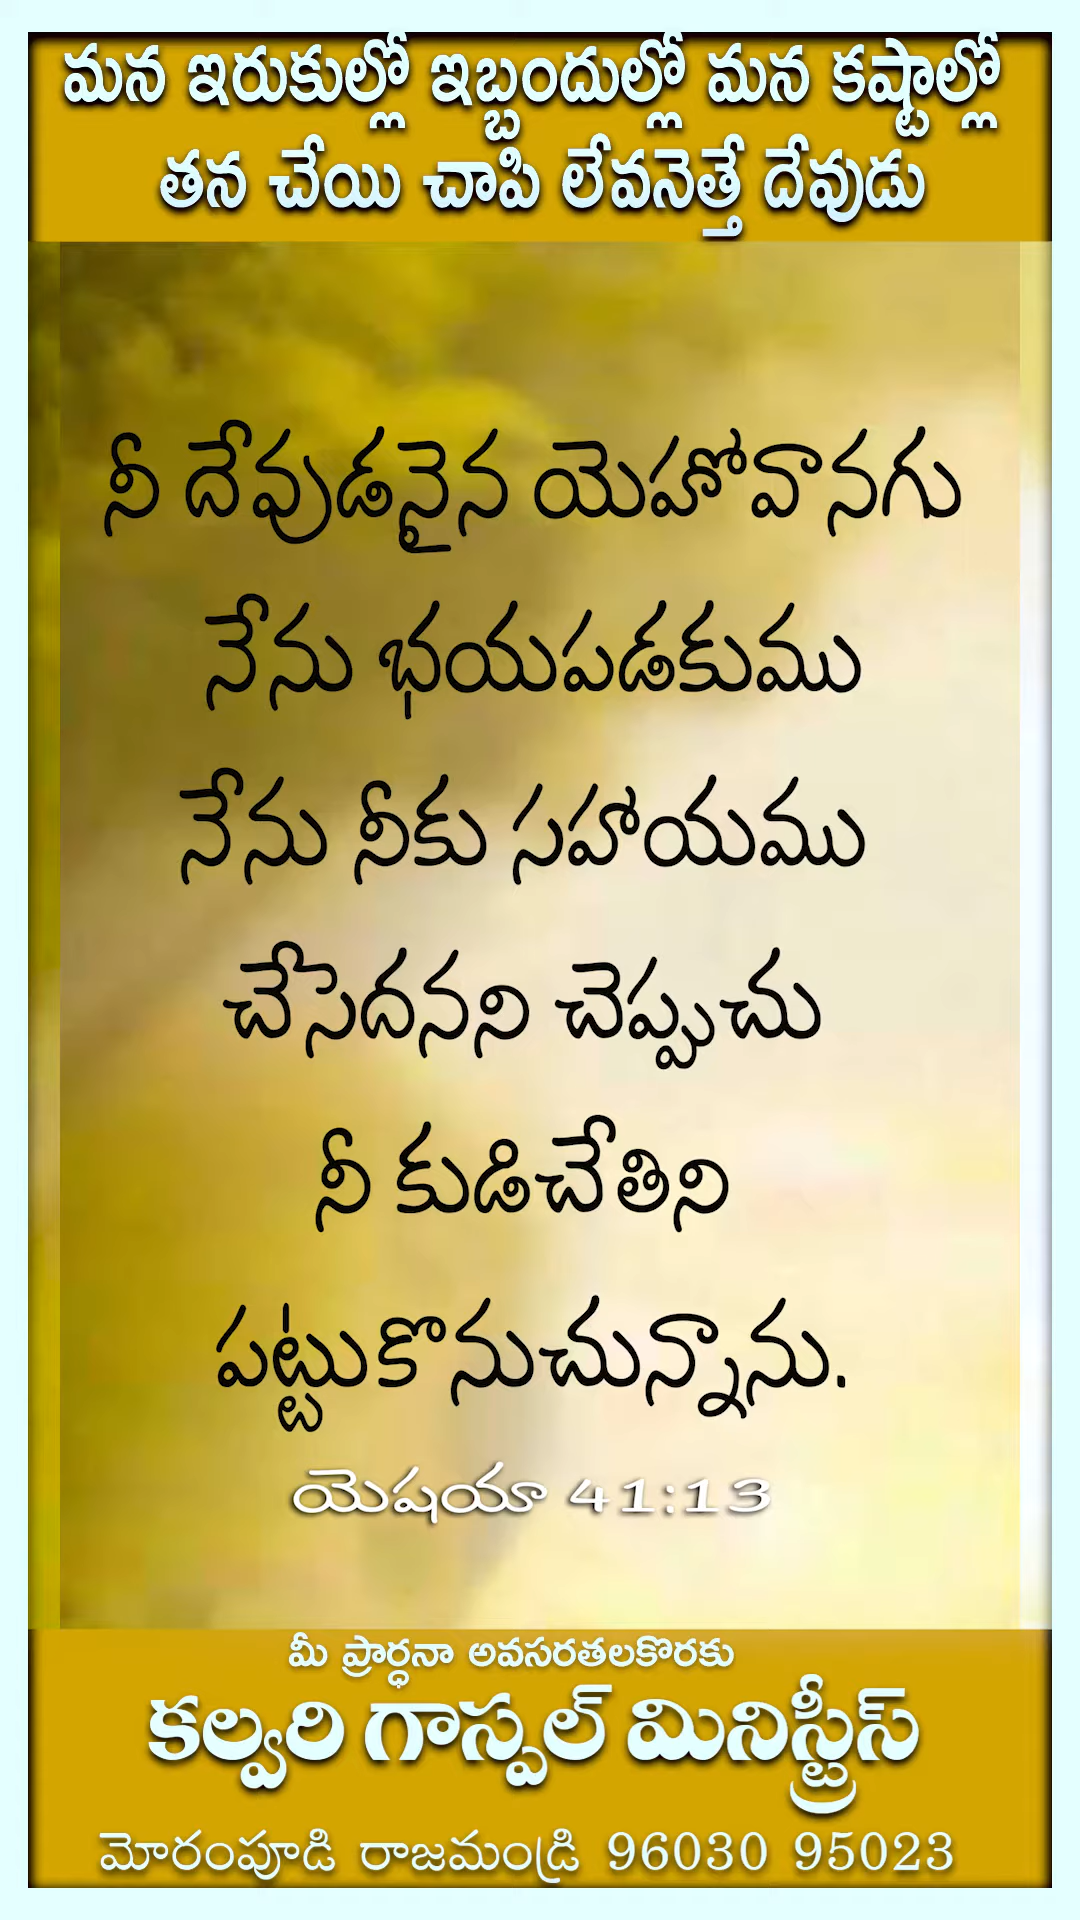 మన ఇరుకుల్లో ఇబ్బందుల్లో మన కష్టాల్లో
తన చేయి చాపి లేవనెత్తే దేవుడు
నీ దేవుడనైన యెహోవానగు
నేను భయపడకుము
నేను నీకు సహాయము
చేసెదనని చెప్పుచు
నీ కుడిచేతిని
పట్టుకొనుచున్నాను.
యెషయా 41:13
మీ ప్రార్ధనా అవసరతలకొరకు
కల్వరి గాస్పల్ మినిస్ట్రీస్
మోరంపూడి రాజమండ్రి 96030 95023